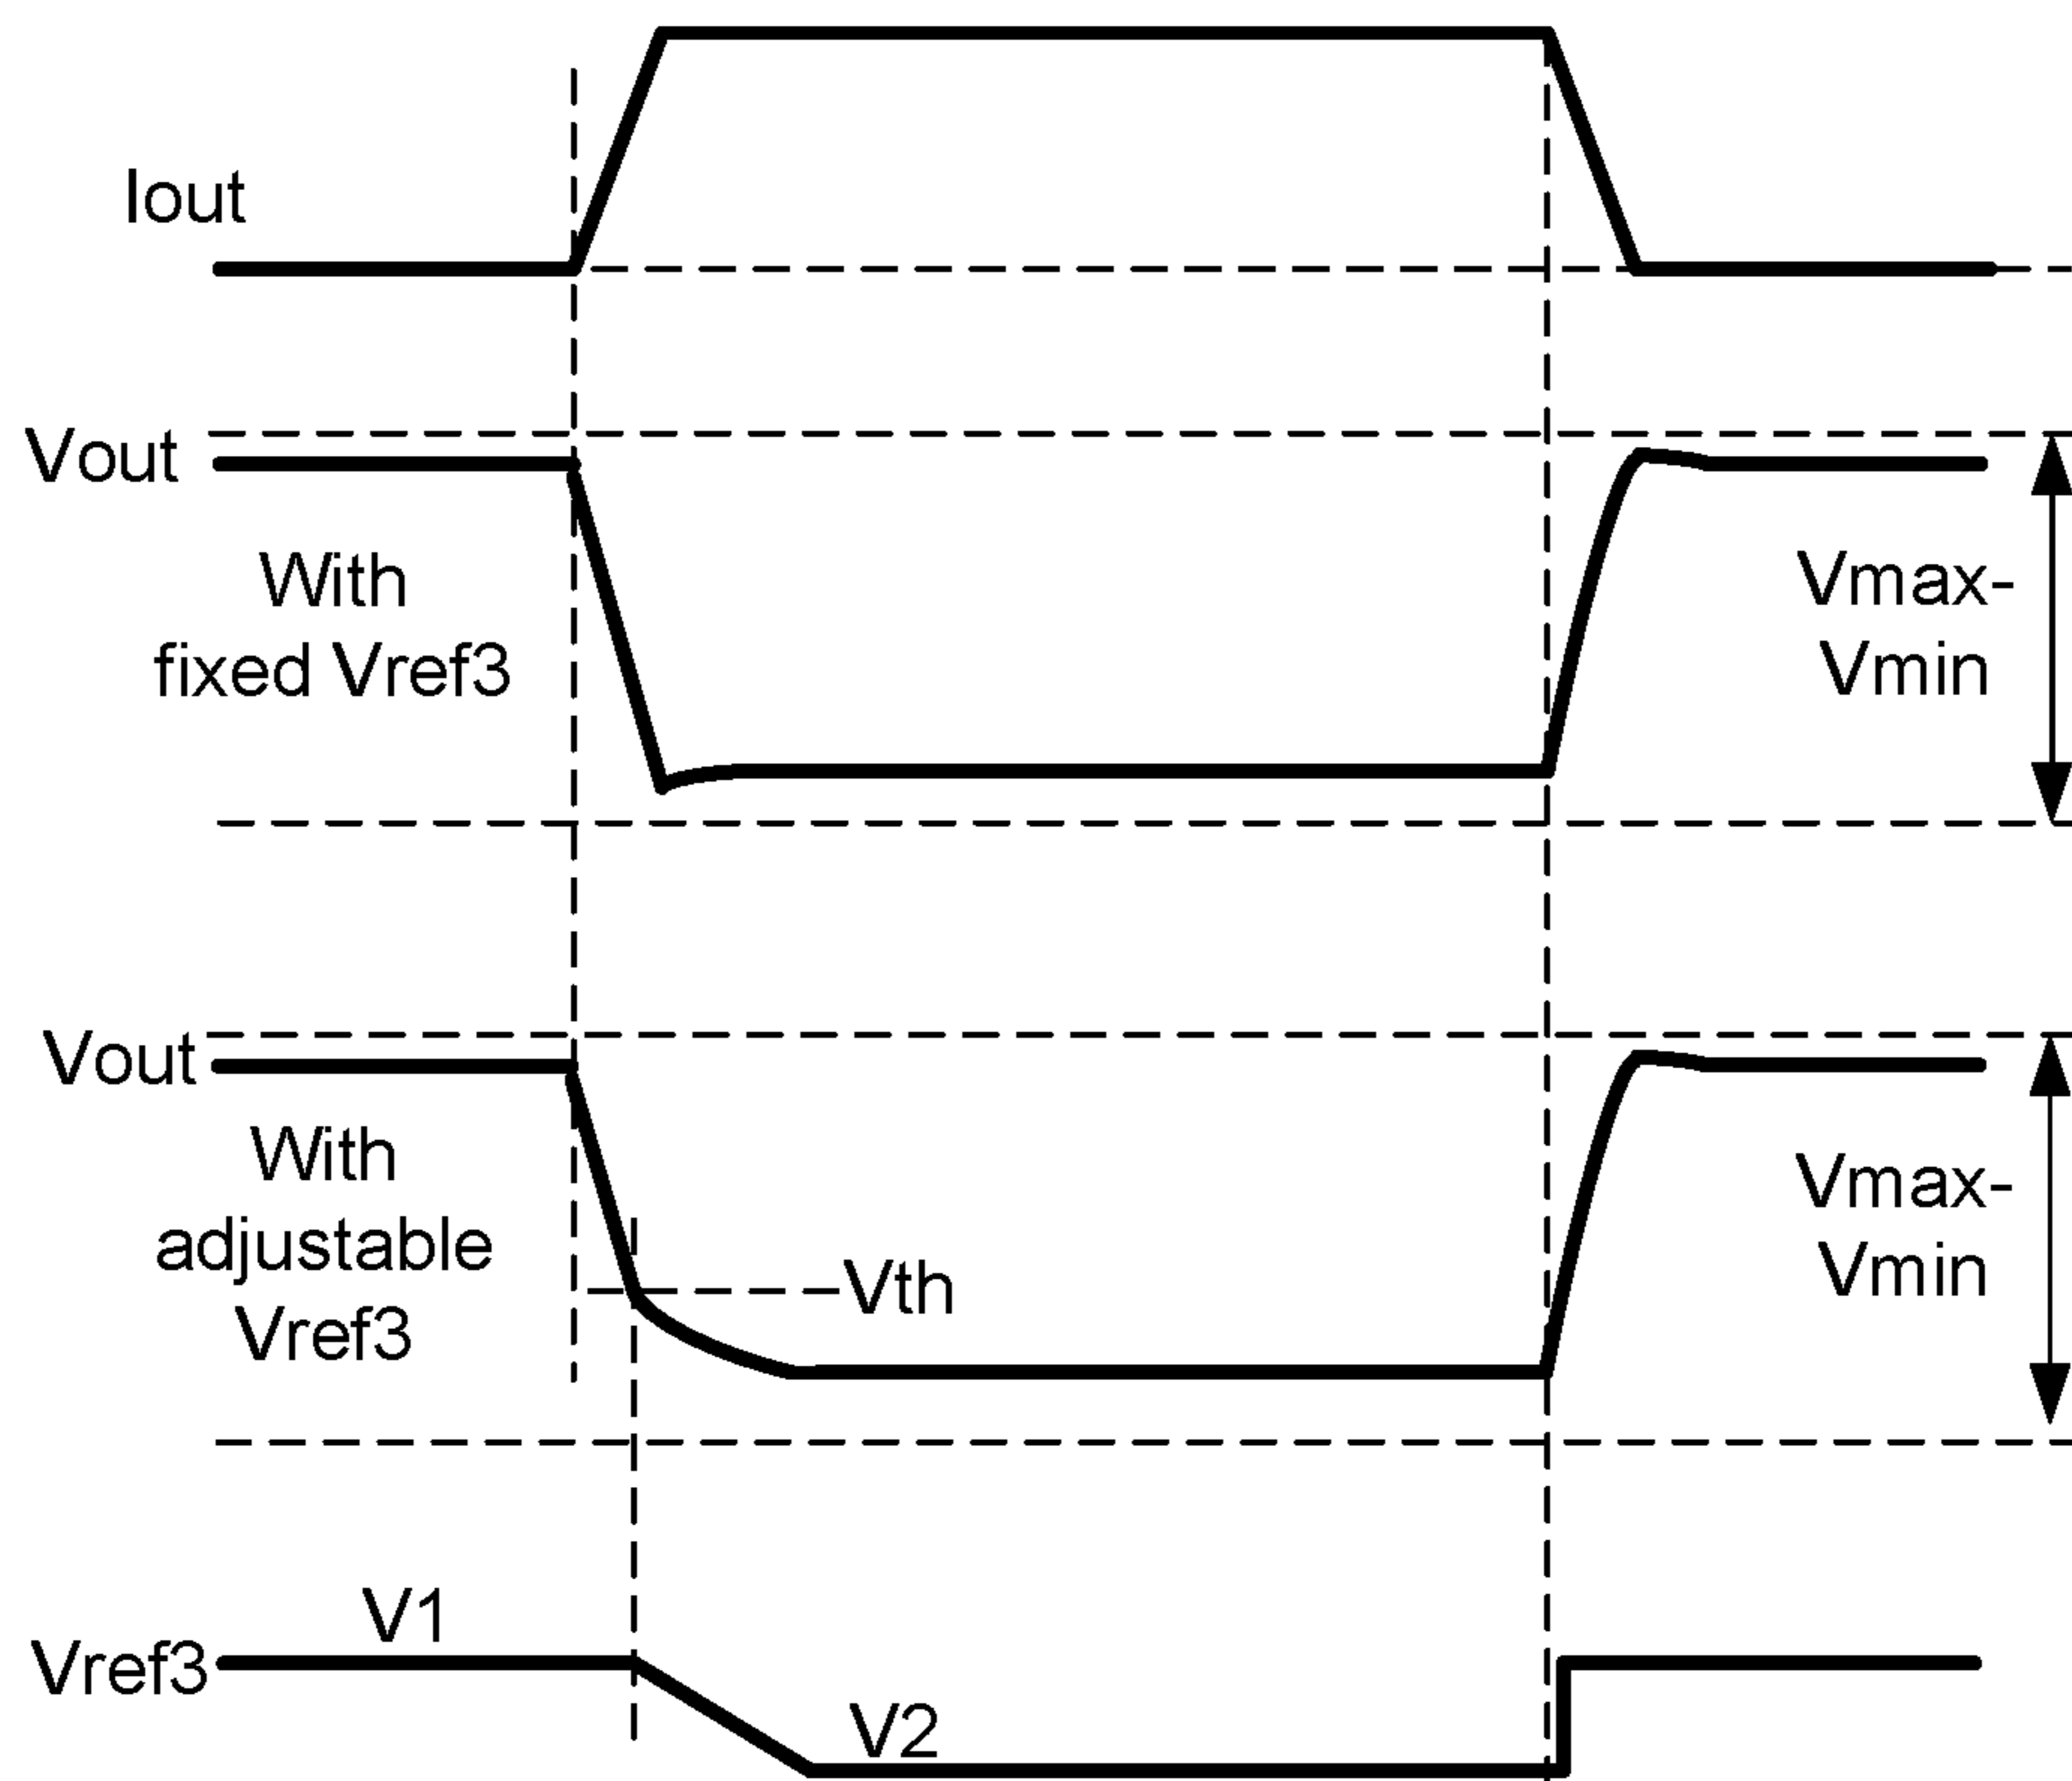 Iout
Vout
With
fixed Vref3
Vmax-
Vmin
Vout
With
adjustable
Vref3
Vth
Vmax-
Vmin
V1
Vref3
V2